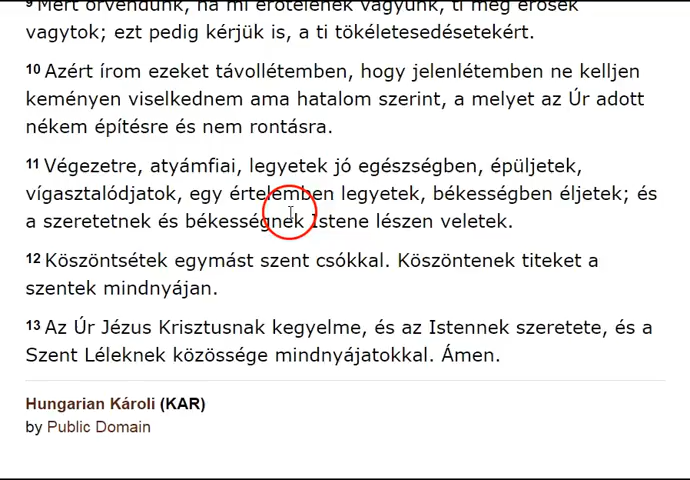 9 Mert örvendünk, ha mi erőtelenek vagyunk, ti meg erősek
vagytok; ezt pedig kérjük is, a ti tökéletesedésetekért.
10 Azért írom ezeket távollétemben, hogy jelenlétemben ne kelljen
keményen viselkednem ama hatalom szerint, a melyet az Úr adott
nékem építésre és nem rontásra.
11 Végezetre, atyámfiai, legyetek jó egészségben, épüljetek,
vígasztalódjatok, egy értelemben legyetek, békességben éljetek; és
a szeretetnek és békességnek Istene lészen veletek.
12 Köszöntsétek egymást szent csókkal. Köszöntenek titeket a
szentek mindnyájan.
13 Az Úr Jézus Krisztusnak kegyelme, és az Istennek szeretete, és a
Szent Léleknek közössége mindnyájatokkal. Ámen.
Hungarian Károli (KAR)
by Public Domain